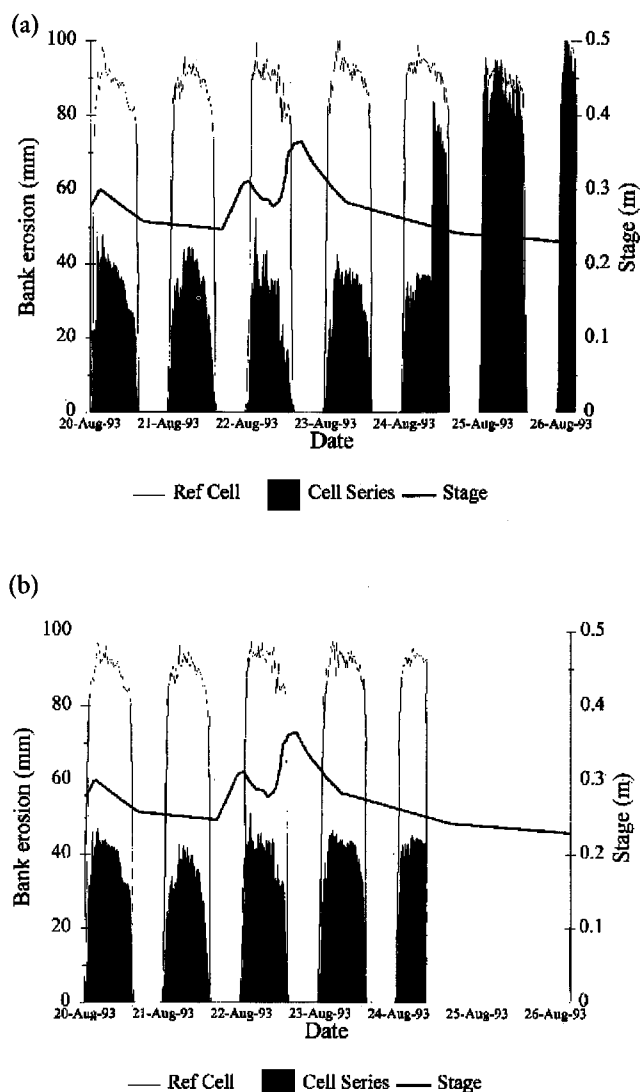 (a)
100
80
60
40
20
0
Bank erosion (mm)
0.5
0.4
0.3
0.2
0.1
0
Stage (m)
20-Aug-93 21-Aug-93 22-Aug-93 23-Aug-93 24-Aug-93 25-Aug-93 26-Aug-93
Date
Ref Cell Cell Series Stage
(b)
100
80
60
40
20
0
Bank erosion (mm)
0.5
0.4
0.3
0.2
0.1
0
Stage (m)
20-Aug-93 21-Aug-93 22-Aug-93 23-Aug-93 24-Aug-93 25-Aug-93 26-Aug-93
Date
Ref Cell Cell Series Stage